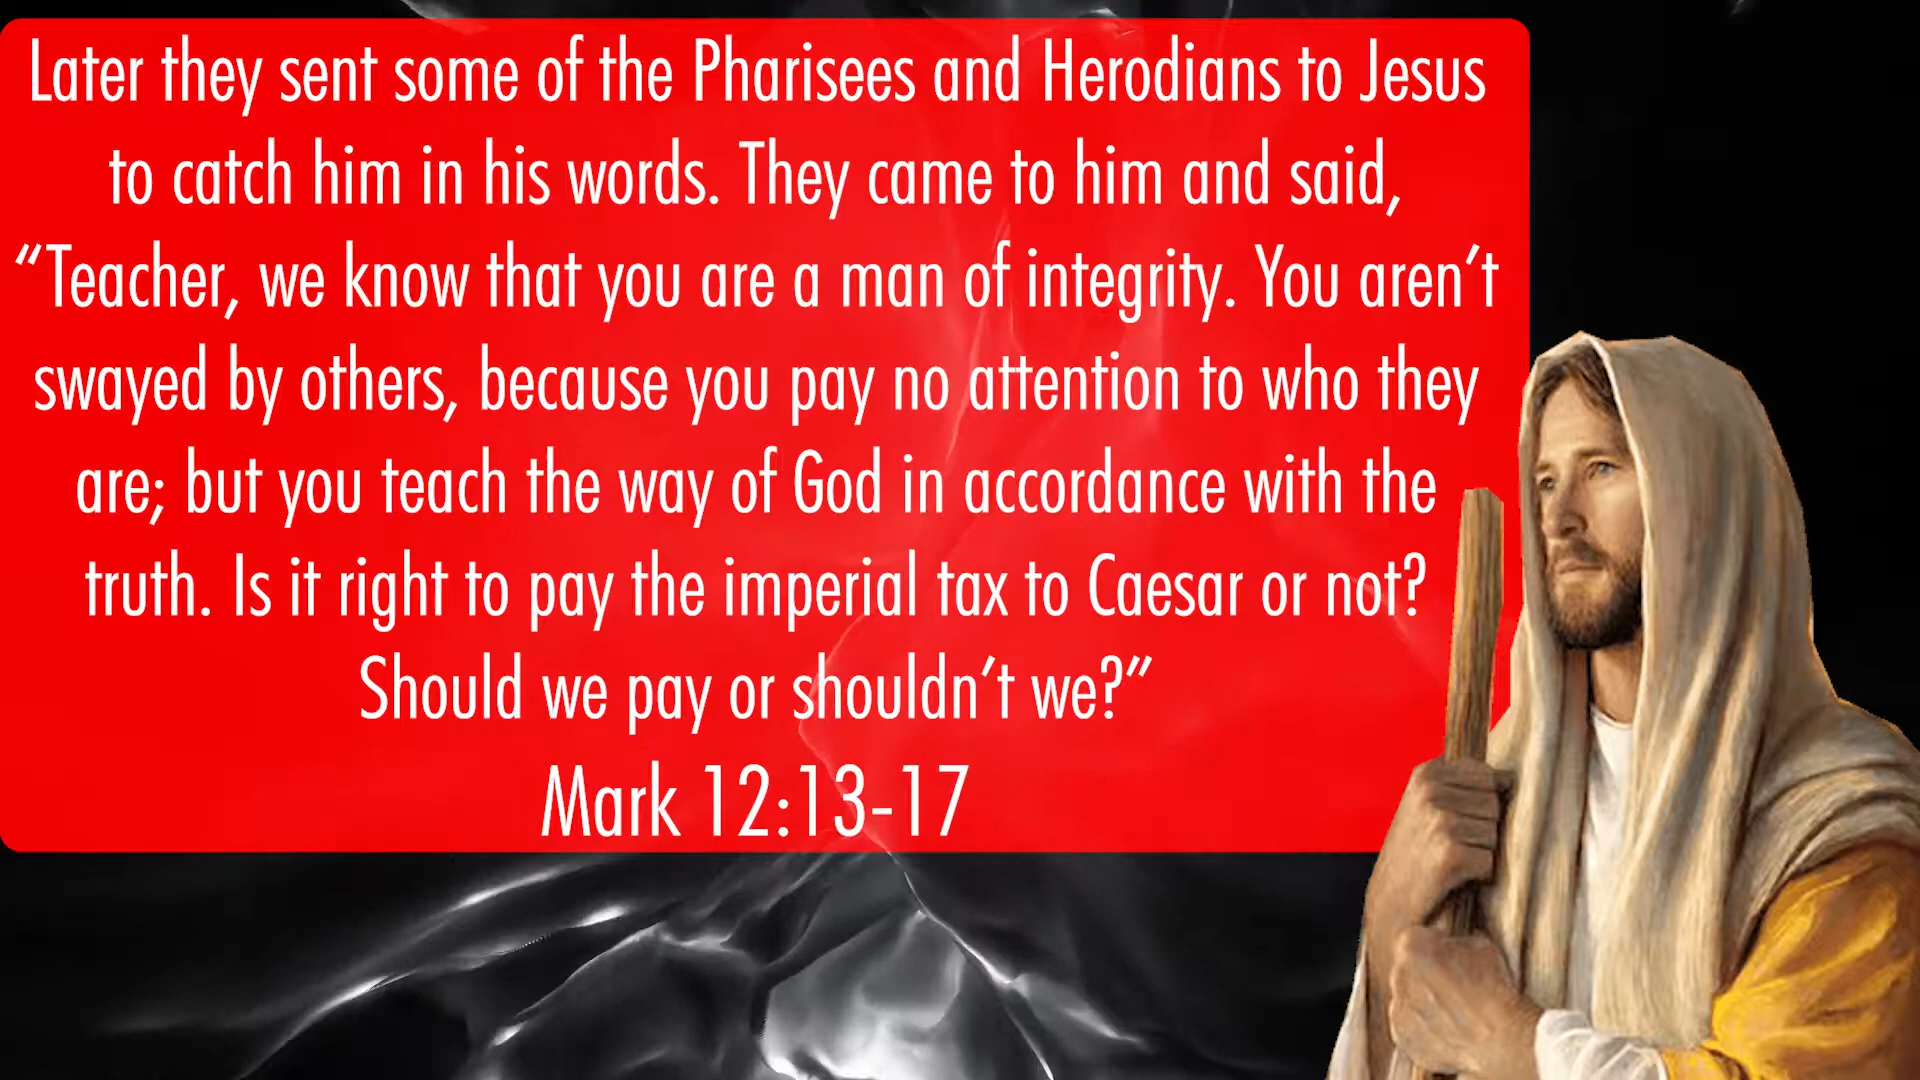 Later they sent some of the Pharisees and Herodians to Jesus
to catch him in his words. They came to him and said,
“Teacher, we know that you are a man of integrity. You aren’t
swayed by others, because you pay no attention to who they
are; but you teach the way of God in accordance with the
truth. Is it right to pay the imperial tax to Caesar or not?
Should we pay or shouldn’t we?”
Mark 12:13-17